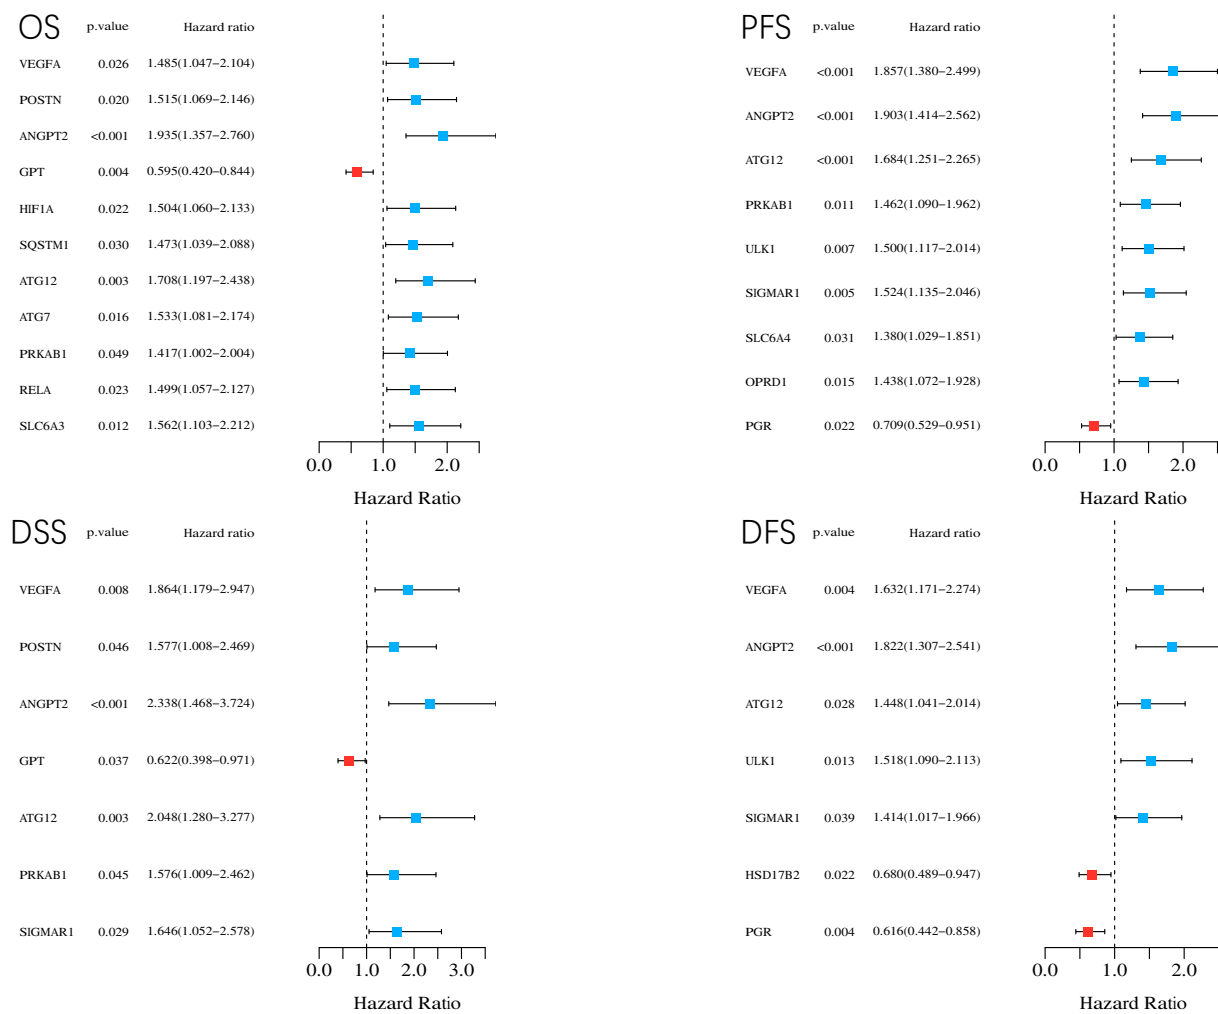 OS p.value Hazard ratio
VEGFA 0.026 1.485(1.047−2.104)
POSTN 0.020 1.515(1.069−2.146)
ANGPT2 <0.001 1.935(1.357−2.760)
GPT 0.004 0.595(0.420−0.844)
HIF1A 0.022 1.504(1.060−2.133)
SQSTM1 0.030 1.473(1.039−2.088)
ATG12 0.003 1.708(1.197−2.438)
ATG7 0.016 1.533(1.081−2.174)
PRKAB1 0.049 1.417(1.002−2.004)
RELA 0.023 1.499(1.057−2.127)
SLC6A3 0.012 1.562(1.103−2.212)
0.0 1.0 2.0
Hazard Ratio
PFS p.value Hazard ratio
VEGFA <0.001 1.857(1.380−2.499)
ANGPT2 <0.001 1.903(1.414−2.562)
ATG12 <0.001 1.684(1.251−2.265)
PRKAB1 0.011 1.462(1.090−1.962)
ULK1 0.007 1.500(1.117−2.014)
SIGMAR1 0.005 1.524(1.135−2.046)
SLC6A4 0.031 1.380(1.029−1.851)
OPRD1 0.015 1.438(1.072−1.928)
PGR 0.022 0.709(0.529−0.951)
0.0 1.0 2.0
Hazard Ratio
DSS p.value Hazard ratio
VEGFA 0.008 1.864(1.179−2.947)
POSTN 0.046 1.577(1.008−2.469)
ANGPT2 <0.001 2.338(1.468−3.724)
GPT 0.037 0.622(0.398−0.971)
ATG12 0.003 2.048(1.280−3.277)
PRKAB1 0.045 1.576(1.009−2.462)
SIGMAR1 0.029 1.646(1.052−2.578)
0.0 1.0 2.0 3.0
Hazard Ratio
DFS p.value Hazard ratio
VEGFA 0.004 1.632(1.171−2.274)
ANGPT2 <0.001 1.822(1.307−2.541)
ATG12 0.028 1.448(1.041−2.014)
ULK1 0.013 1.518(1.090−2.113)
SIGMAR1 0.039 1.414(1.017−1.966)
HSD17B2 0.022 0.680(0.489−0.947)
PGR 0.004 0.616(0.442−0.858)
0.0 1.0 2.0
Hazard Ratio